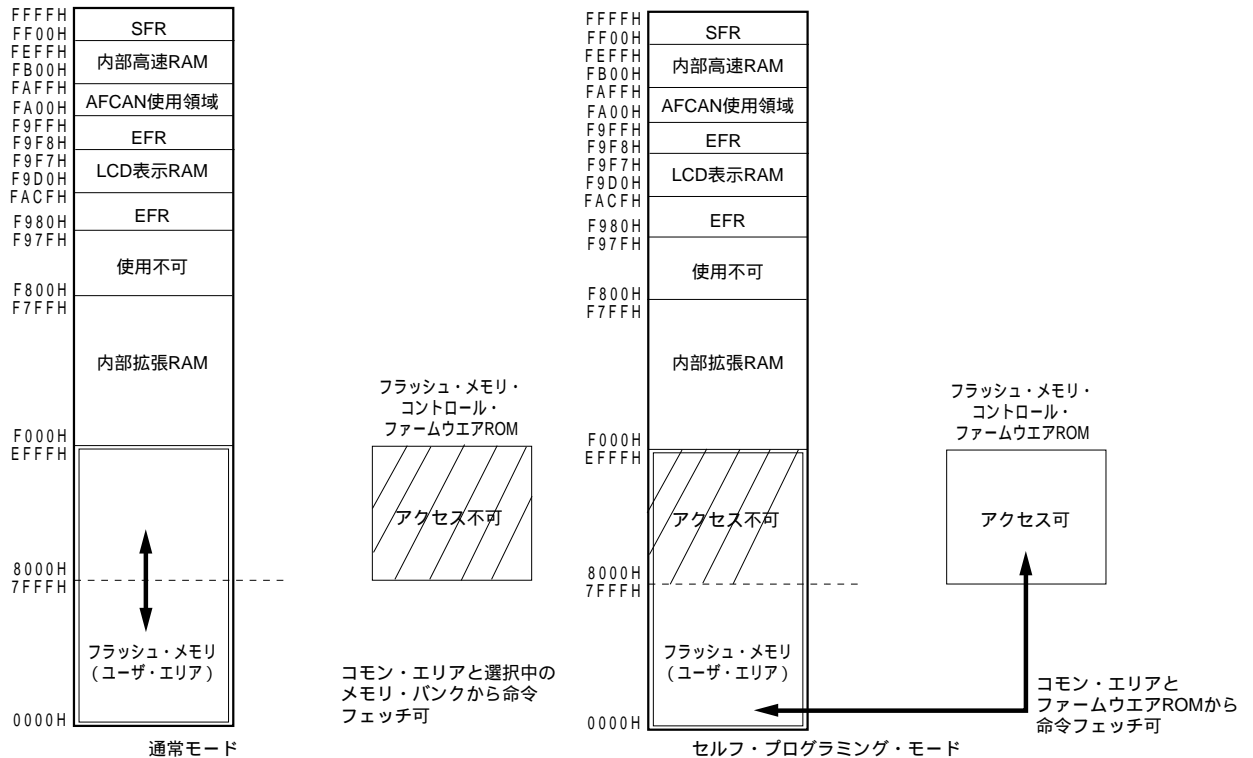 FFFFH
FF00H
FEFFH
FB00H
FAFFH
FA00H
F9FFH
F9F8H
F9F7H
F9D0H
FACFH
F980H
F97FH
F800H
F7FFH
F000H
EFFFH
8000H
7FFFH
0000H
SFR
内部高速RAM
AFCAN使用領域
EFR
LCD表示RAM
EFR
使用不可
内部拡張RAM
フラッシュ・メモリ
(ユーザ・エリア)
通常モード
フラッシュ・メモリ・
コントロール・
ファームウエアROM
アクセス不可
コモン・エリアと選択中の
メモリ・バンクから命令
フェッチ可
FFFFH
FF00H
FEFFH
FB00H
FAFFH
FA00H
F9FFH
F9F8H
F9F7H
F9D0H
FACFH
F980H
F97FH
F800H
F7FFH
F000H
EFFFH
8000H
7FFFH
0000H
SFR
内部高速RAM
AFCAN使用領域
EFR
LCD表示RAM
EFR
使用不可
内部拡張RAM
アクセス不可
フラッシュ・メモリ
(ユーザ・エリア)
セルフ・プログラミング・モード
フラッシュ・メモリ・
コントロール・
ファームウエアROM
アクセス可
コモン・エリアと
ファームウエアROMから
命令フェッチ可